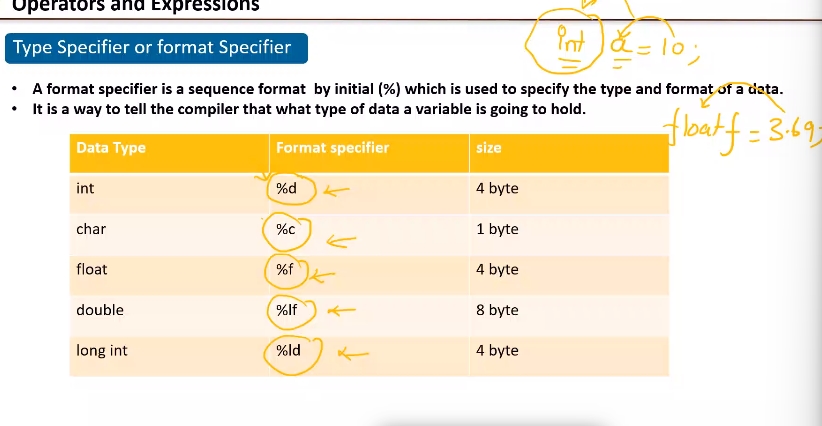 Operators and Expressions
Type Specifier or format Specifier
int a = 10;
• A format specifier is a sequence format by initial (%) which is used to specify the type and format of a data.
• It is a way to tell the compiler that what type of data a variable is going to hold.
float f = 3.69;
Data Type Format specifier size
int %d 4 byte
char %c 1 byte
float %f 4 byte
double %lf 8 byte
long int %ld 4 byte